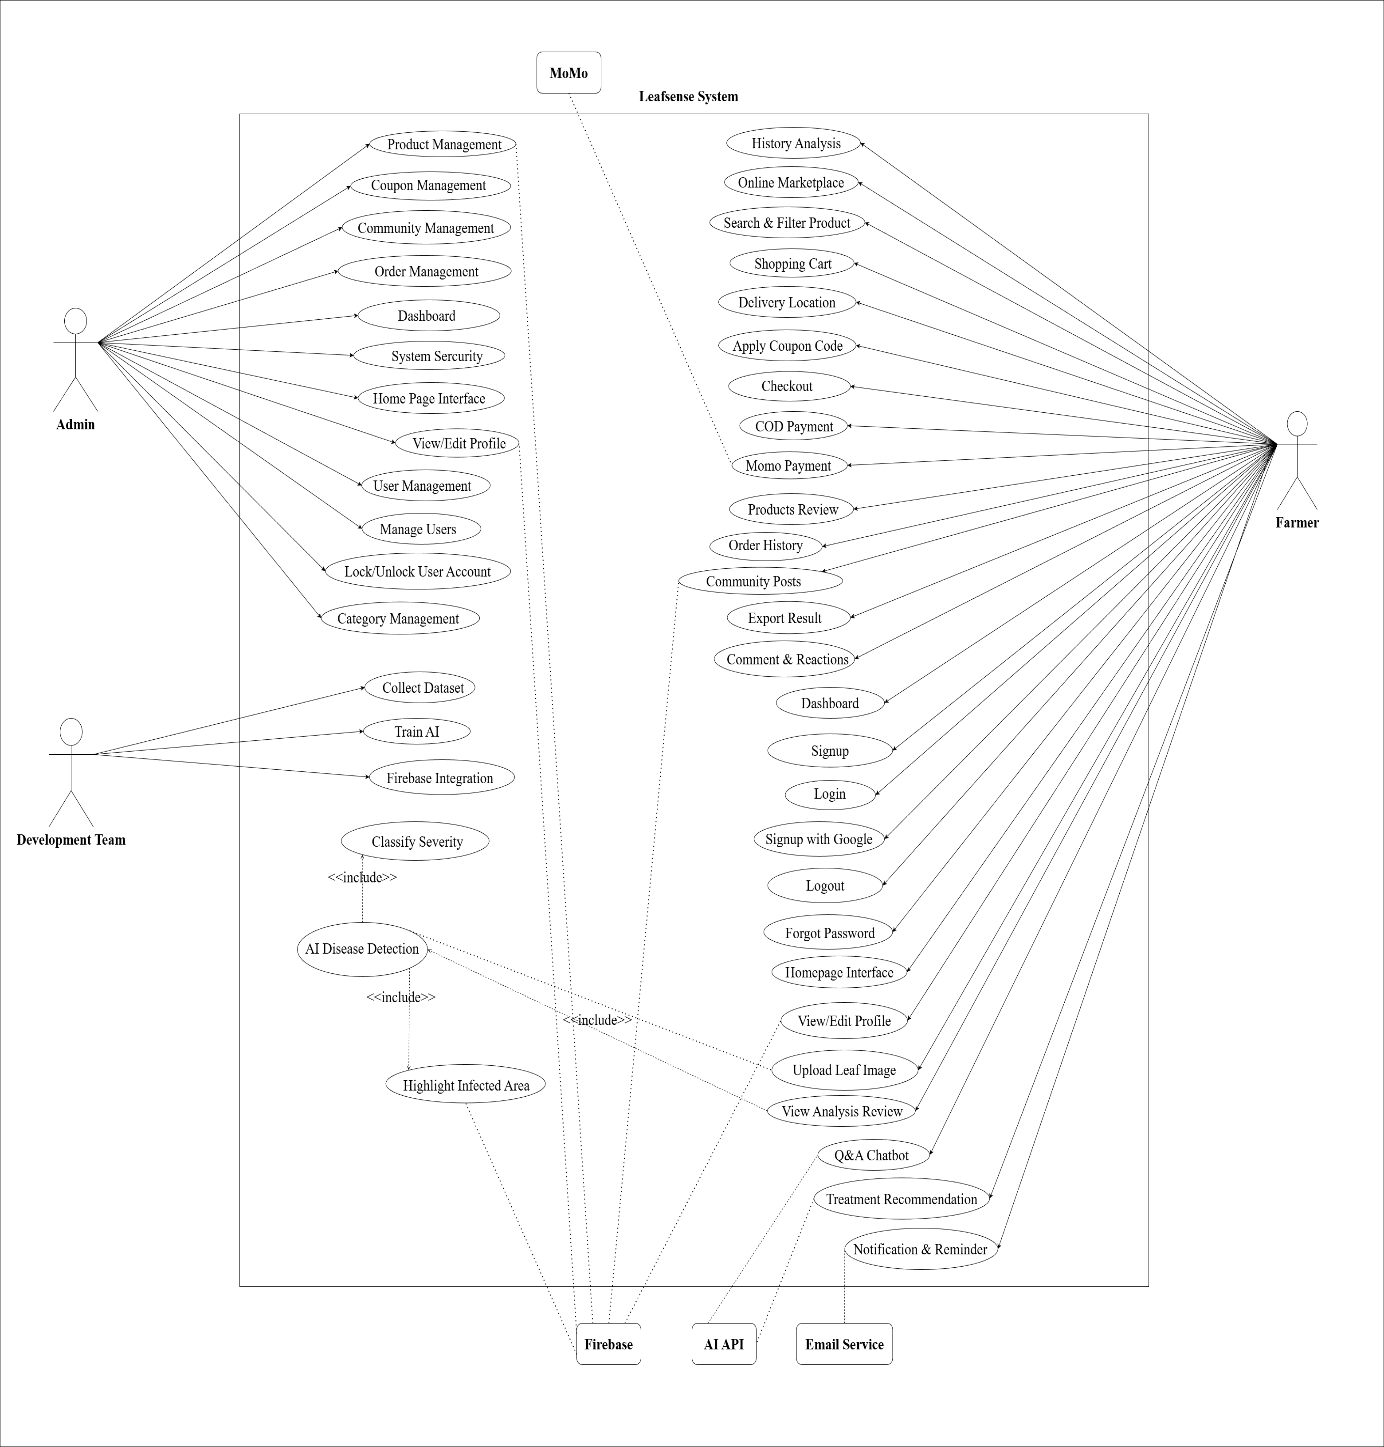 MoMo
Leafsense System
Product Management
Coupon Management
Community Management
Order Management
Dashboard
System Sercurity
Home Page Interface
View/Edit Profile
User Management
Manage Users
Lock/Unlock User Account
Category Management
Admin
Collect Dataset
Train AI
Firebase Integration
Development Team
Classify Severity
<<include>>
AI Disease Detection
<<include>>
<<include>>
Highlight Infected Area
History Analysis
Online Marketplace
Search & Filter Product
Shopping Cart
Delivery Location
Apply Coupon Code
Checkout
COD Payment
Momo Payment
Products Review
Order History
Community Posts
Export Result
Comment & Reactions
Dashboard
Signup
Login
Signup with Google
Logout
Forgot Password
Homepage Interface
View/Edit Profile
Upload Leaf Image
View Analysis Review
Q&A Chatbot
Treatment Recommendation
Notification & Reminder
Farmer
Firebase
AI API
Email Service